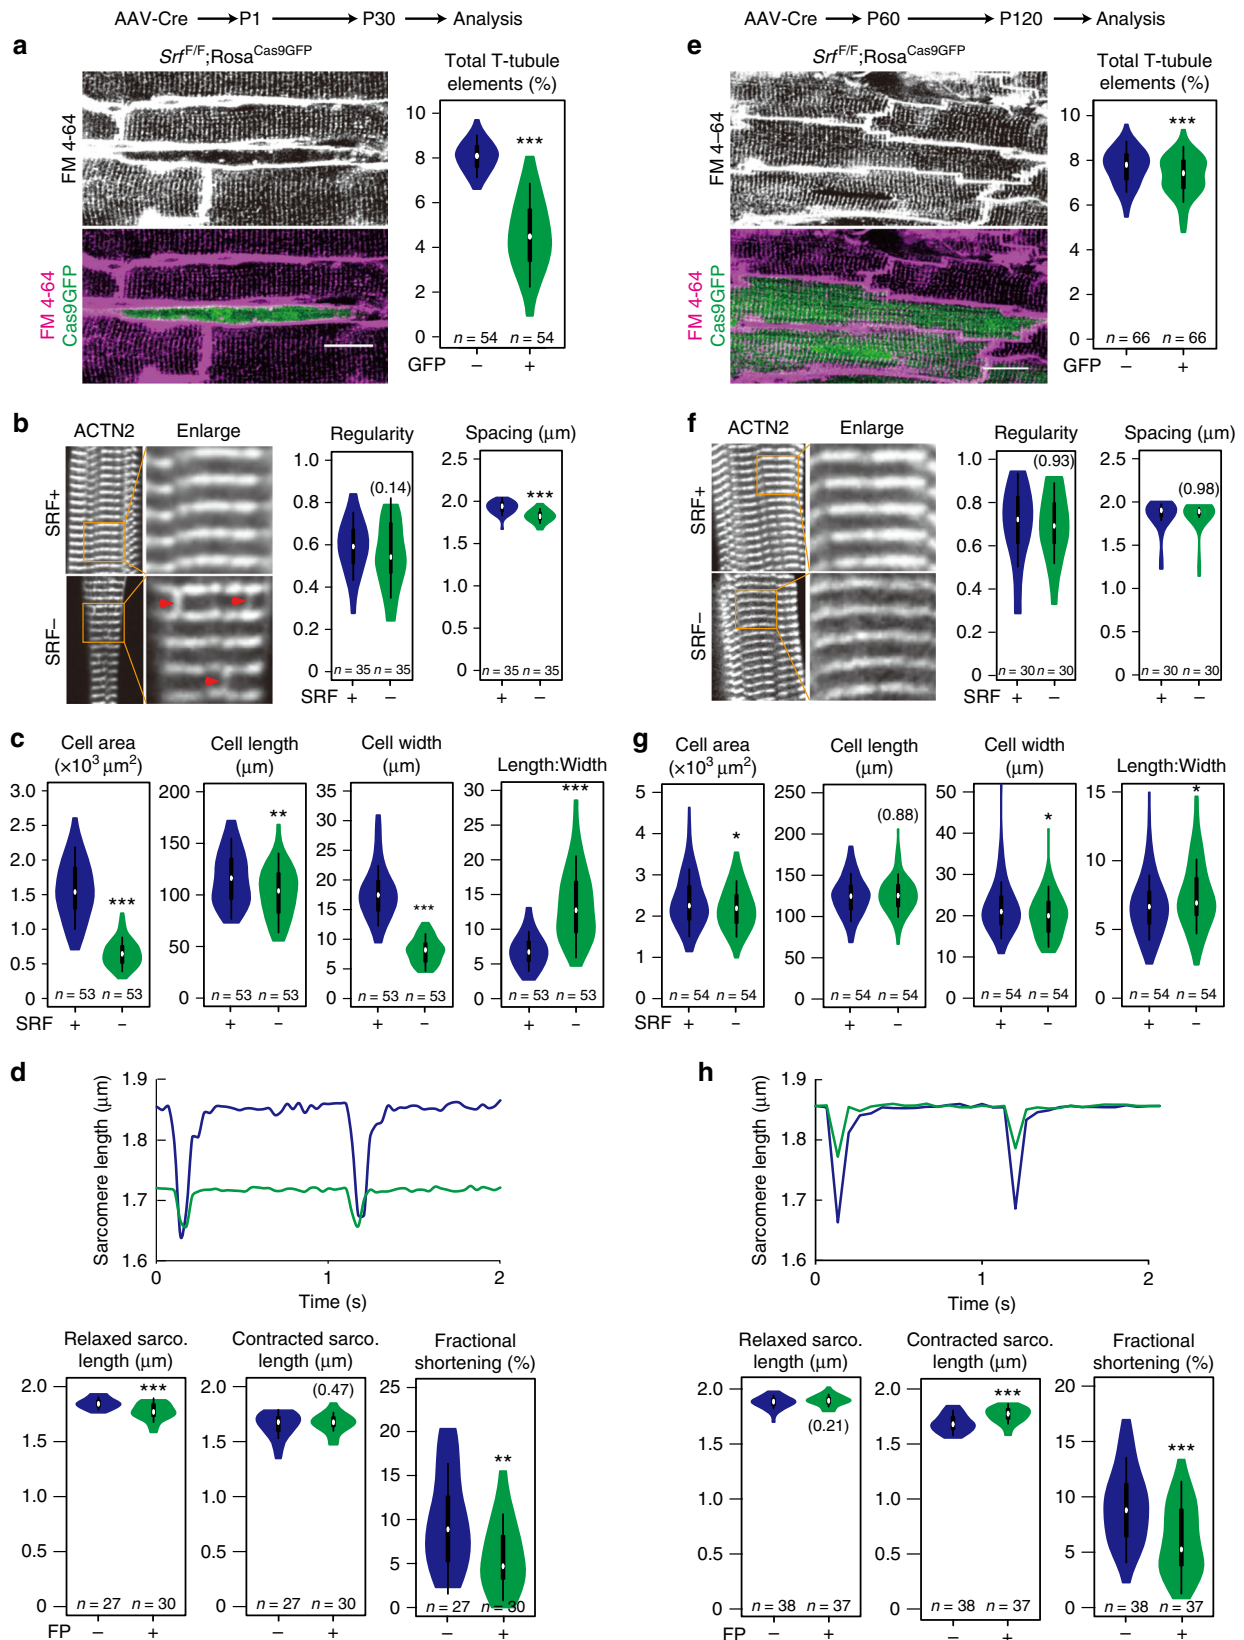 AAV-Cre P1 P30 Analysis
a
Srf^F/F;Rosa^Cas9GFP
FM 4-64
FM 4-64
Cas9GFP
Total T-tubule
elements (%)
10
8
6
4
2
0
***
n = 54 n = 54
GFP − +
b
ACTN2 Enlarge
SRF+
SRF−
Regularity
1.0
0.8
0.6
0.4
0.2
0
(0.14)
n = 35 n = 35
Spacing (μm)
2.5
2.0
1.5
1.0
0.5
0
***
n = 35 n = 35
SRF + − + −
c
Cell area
(×10³ μm²)
3.0
2.5
2.0
1.5
1.0
0.5
0
***
n = 53 n = 53
Cell length
(μm)
200
150
100
50
0
**
n = 53 n = 53
Cell width
(μm)
35
30
25
20
15
10
5
0
***
n = 53 n = 53
Length:Width
30
25
20
15
10
5
0
***
n = 53 n = 53
SRF + − + − + − + −
d
Sarcomere length (μm)
1.9
1.8
1.7
1.6
0 1 2
Time (s)
Relaxed sarco.
length (μm)
2.0
1.5
1.0
0.5
0
***
n = 27 n = 30
Contracted sarco.
length (μm)
2.0
1.5
1.0
0.5
0
(0.47)
n = 27 n = 30
Fractional
shortening (%)
25
20
15
10
5
0
**
n = 27 n = 30
FP − + − + − +
AAV-Cre P60 P120 Analysis
e
Srf^F/F;Rosa^Cas9GFP
FM 4–64
FM 4-64
Cas9GFP
Total T-tubule
elements (%)
10
8
6
4
2
0
***
n = 66 n = 66
GFP − +
f
ACTN2 Enlarge
SRF+
SRF−
Regularity
1.0
0.8
0.6
0.4
0.2
0
(0.93)
n = 30 n = 30
Spacing (μm)
2.5
2.0
1.5
1.0
0.5
0
(0.98)
n = 30 n = 30
SRF + − + −
g
Cell area
(×10³ μm²)
5
4
3
2
1
0
*
n = 54 n = 54
Cell length
(μm)
250
200
150
100
50
0
(0.88)
n = 54 n = 54
Cell width
(μm)
50
40
30
20
10
0
*
n = 54 n = 54
Length:Width
15
10
5
0
*
n = 54 n = 54
SRF + − + − + − + −
h
Sarcomere length (μm)
1.9
1.8
1.7
1.6
0 1 2
Time (s)
Relaxed sarco.
length (μm)
2.0
1.5
1.0
0.5
0
(0.21)
n = 38 n = 37
Contracted sarco.
length (μm)
2.0
1.5
1.0
0.5
0
***
n = 38 n = 37
Fractional
shortening (%)
20
15
10
5
0
***
n = 38 n = 37
FP − + − + − +